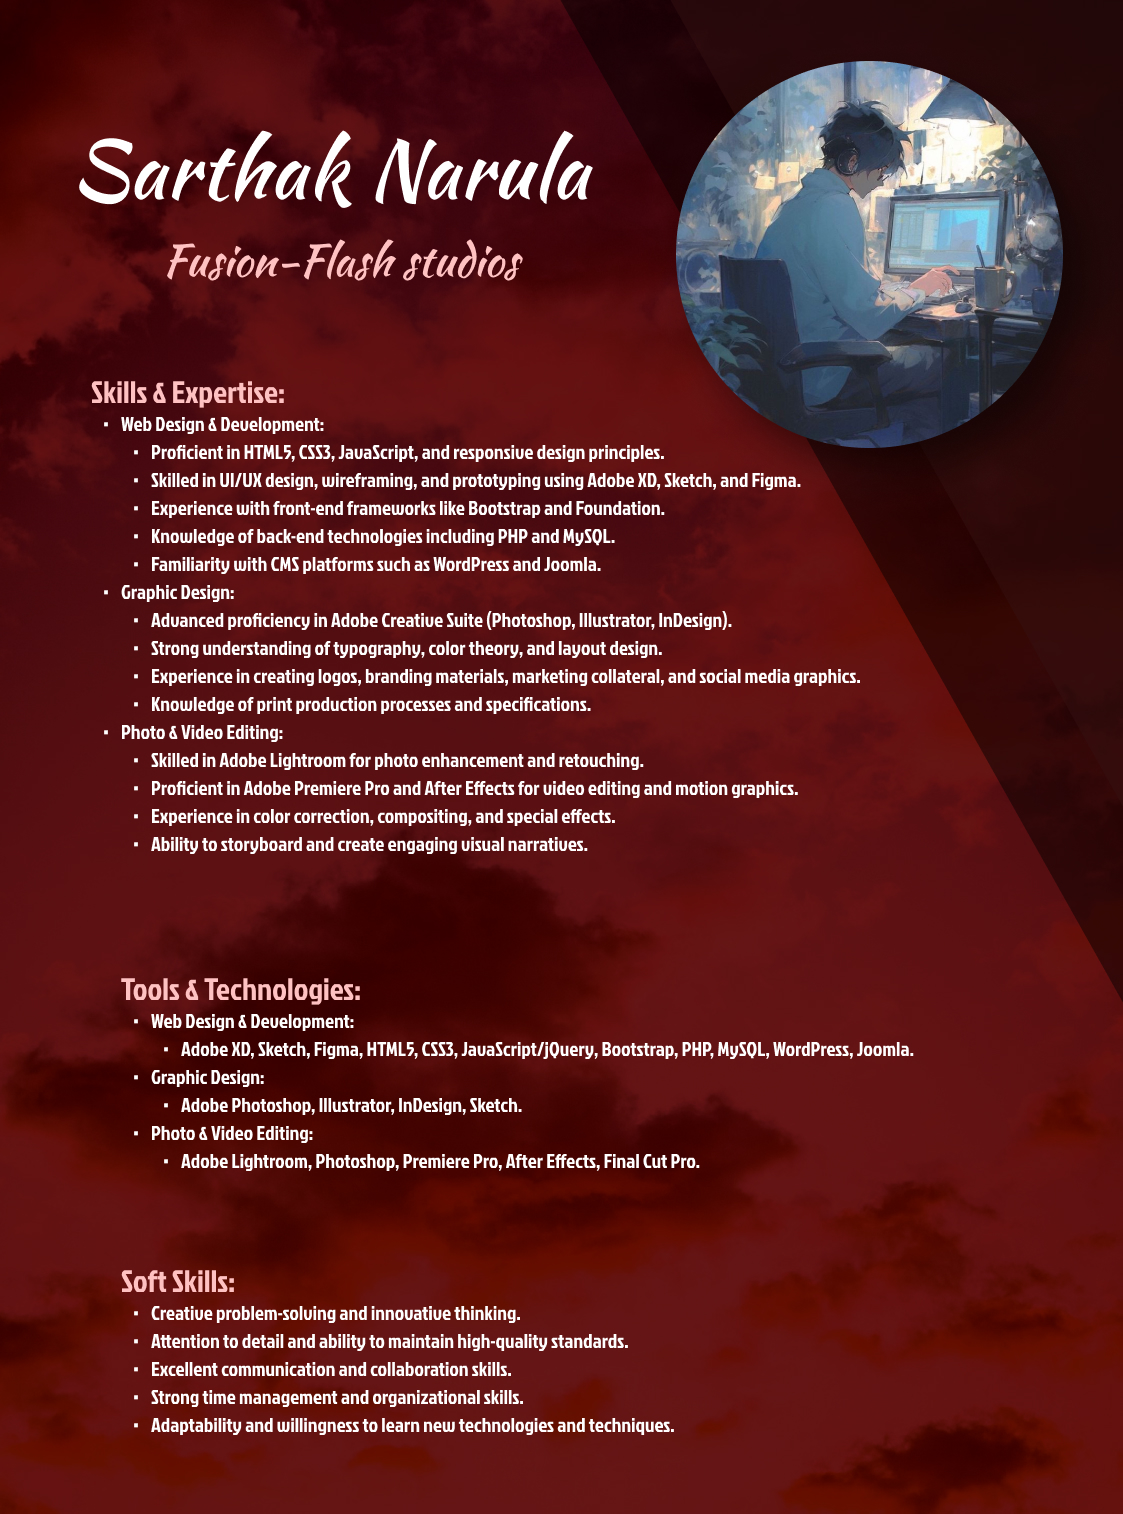 Sarthak Narula
Fusion-Flash studios
Skills & Expertise:
▪ Web Design & Development:
▪ Proficient in HTML5, CSS3, JavaScript, and responsive design principles.
▪ Skilled in UI/UX design, wireframing, and prototyping using Adobe XD, Sketch, and Figma.
▪ Experience with front-end frameworks like Bootstrap and Foundation.
▪ Knowledge of back-end technologies including PHP and MySQL.
▪ Familiarity with CMS platforms such as WordPress and Joomla.
▪ Graphic Design:
▪ Advanced proficiency in Adobe Creative Suite (Photoshop, Illustrator, InDesign).
▪ Strong understanding of typography, color theory, and layout design.
▪ Experience in creating logos, branding materials, marketing collateral, and social media graphics.
▪ Knowledge of print production processes and specifications.
▪ Photo & Video Editing:
▪ Skilled in Adobe Lightroom for photo enhancement and retouching.
▪ Proficient in Adobe Premiere Pro and After Effects for video editing and motion graphics.
▪ Experience in color correction, compositing, and special effects.
▪ Ability to storyboard and create engaging visual narratives.
Tools & Technologies:
▪ Web Design & Development:
▪ Adobe XD, Sketch, Figma, HTML5, CSS3, JavaScript/jQuery, Bootstrap, PHP, MySQL, WordPress, Joomla.
▪ Graphic Design:
▪ Adobe Photoshop, Illustrator, InDesign, Sketch.
▪ Photo & Video Editing:
▪ Adobe Lightroom, Photoshop, Premiere Pro, After Effects, Final Cut Pro.
Soft Skills:
▪ Creative problem-solving and innovative thinking.
▪ Attention to detail and ability to maintain high-quality standards.
▪ Excellent communication and collaboration skills.
▪ Strong time management and organizational skills.
▪ Adaptability and willingness to learn new technologies and techniques.